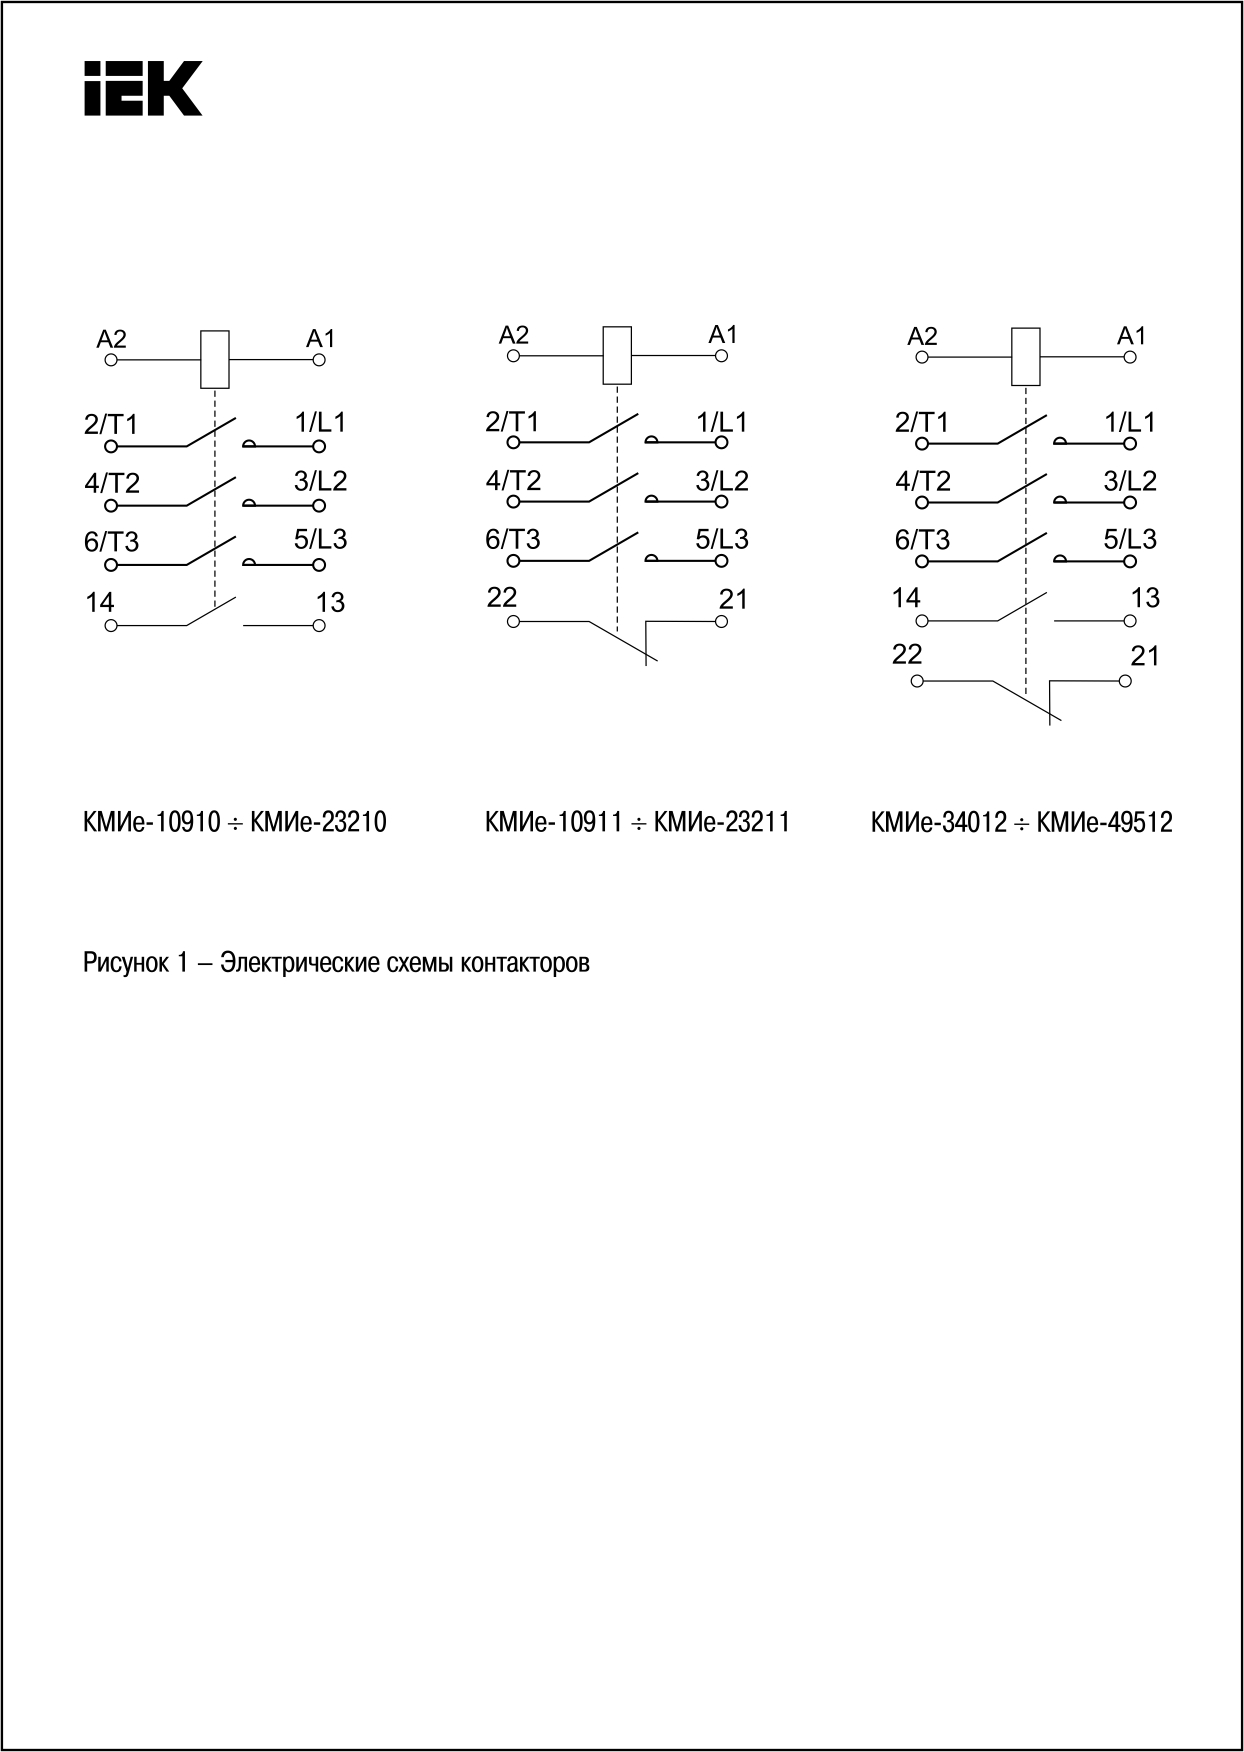 IEK
A2 A1 A2 A1 A2 A1
2/T1 1/L1 2/T1 1/L1 2/T1 1/L1
4/T2 3/L2 4/T2 3/L2 4/T2 3/L2
6/T3 5/L3 6/T3 5/L3 6/T3 5/L3
14 13 22 21 14 13
22 21
КМИе-10910 ÷ КМИе-23210 КМИе-10911 ÷ КМИе-23211 КМИе-34012 ÷ КМИе-49512
Рисунок 1 – Электрические схемы контакторов